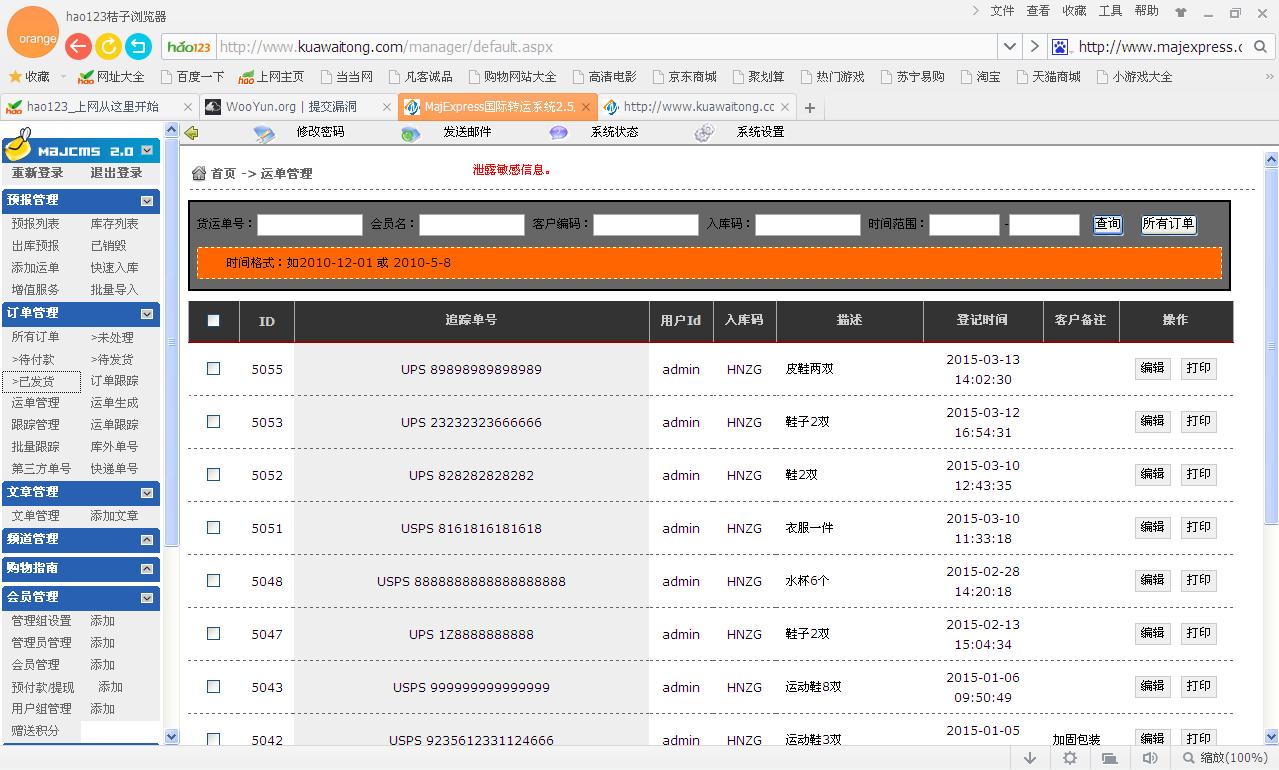 hao123桔子浏览器
文件 查看 收藏 工具 帮助
orange
hao123 http://www.kuawaitong.com/manager/default.aspx http://www.majexpress.c
收藏 网址大全 百度一下 上网主页 当当网 凡客诚品 购物网站大全 高清电影 京东商城 聚划算 热门游戏 苏宁易购 淘宝 天猫商城 小游戏大全
hao123_上网从这里开始 WooYun.org | 提交漏洞 MajExpress国际转运系统2.5. http://www.kuawaitong.cc
修改密码 发送邮件 系统状态 系统设置
MAJCMS 2.0
重新登录 退出登录
预报管理
预报列表 库存列表
出库预报 已销毁
添加运单 快速入库
增值服务 批量导入
订单管理
所有订单 >未处理
>待付款 >待发货
>已发货 订单跟踪
运单管理 运单生成
跟踪管理 运单跟踪
批量跟踪 库外单号
第三方单号 快递单号
文章管理
文单管理 添加文章
频道管理
购物指南
会员管理
管理组设置 添加
管理员管理 添加
会员管理 添加
预付款/提现 添加
用户组管理 添加
赠送积分
首页 -> 运单管理 泄露敏感信息。
货运单号： 会员名： 客户编码： 入库码： 时间范围： - 查询 所有订单
时间格式：如2010-12-01 或 2010-5-8
ID 追踪单号 用户Id 入库码 描述 登记时间 客户备注 操作
5055 UPS 89898989898989 admin HNZG 皮鞋两双 2015-03-13 14:02:30 编辑 打印
5053 UPS 23232323666666 admin HNZG 鞋子2双 2015-03-12 16:54:31 编辑 打印
5052 UPS 828282828282 admin HNZG 鞋2双 2015-03-10 12:43:35 编辑 打印
5051 USPS 8161816181618 admin HNZG 衣服一件 2015-03-10 11:33:18 编辑 打印
5048 USPS 8888888888888888888 admin HNZG 水杯6个 2015-02-28 14:20:18 编辑 打印
5047 UPS 1Z8888888888 admin HNZG 鞋子2双 2015-02-13 15:04:34 编辑 打印
5043 USPS 999999999999999 admin HNZG 运动鞋8双 2015-01-06 09:50:49 编辑 打印
5042 USPS 9235612331124666 admin HNZG 运动鞋3双 2015-01-05 加固包装 编辑 打印
缩放(100%)